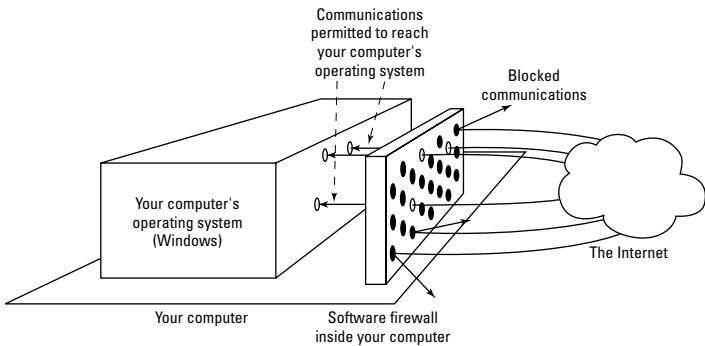 Communications
permitted to reach
your computer's
operating system
Blocked
communications
Your computer's
operating system
(Windows)
The Internet
Your computer
Software firewall
inside your computer